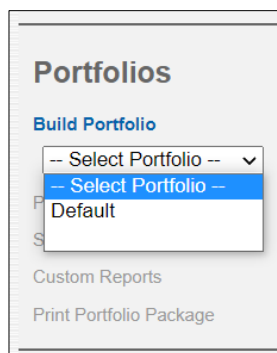 Portfolios
Build Portfolio
-- Select Portfolio --
-- Select Portfolio --
Default
Custom Reports
Print Portfolio Package